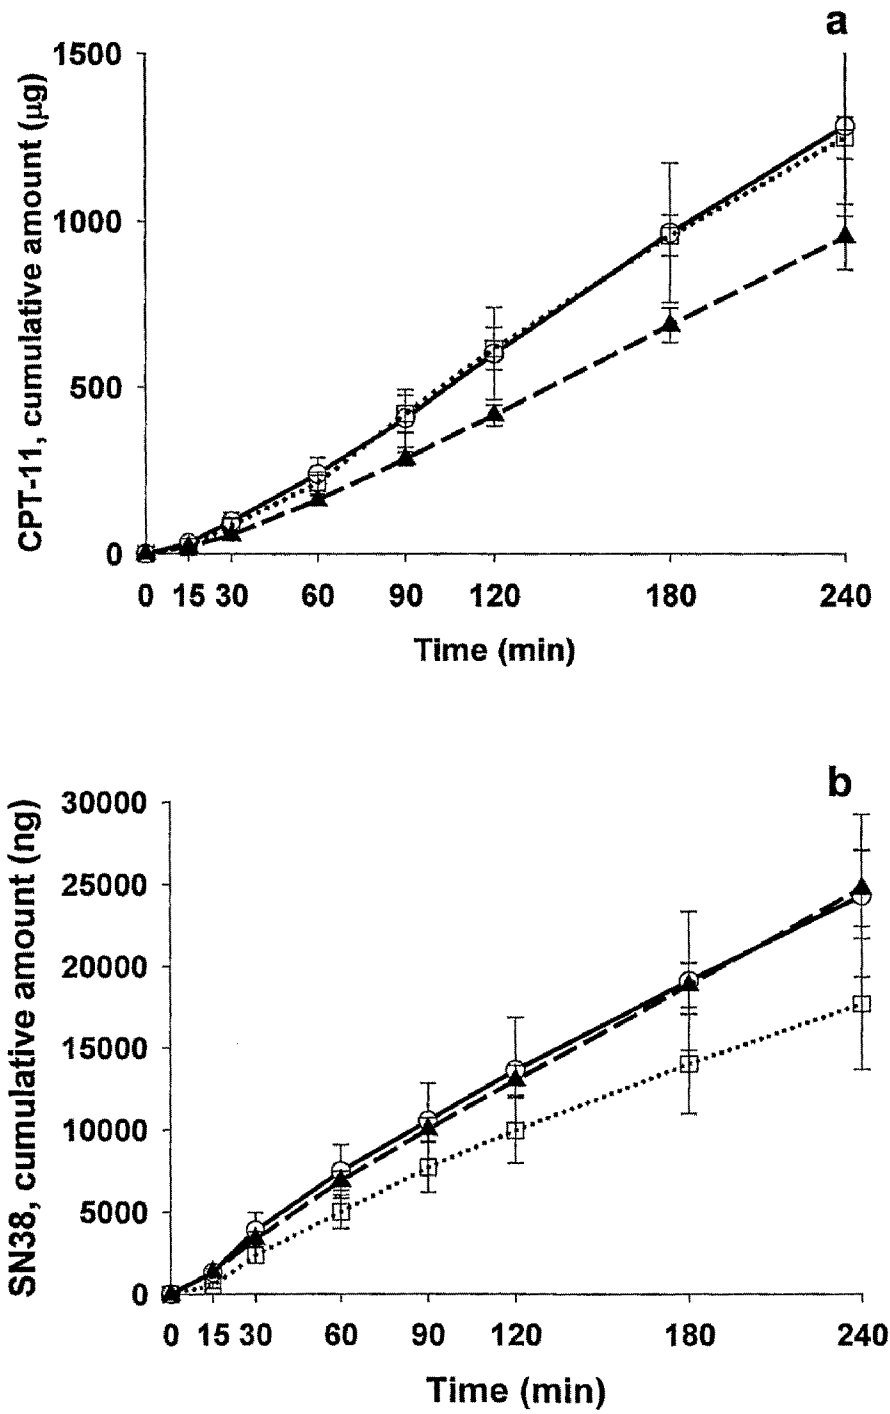 a
CPT-11, cumulative amount (µg)
1500
1000
500
0
0 15 30 60 90 120 180 240
Time (min)
b
SN38, cumulative amount (ng)
30000
25000
20000
15000
10000
5000
0
0 15 30 60 90 120 180 240
Time (min)